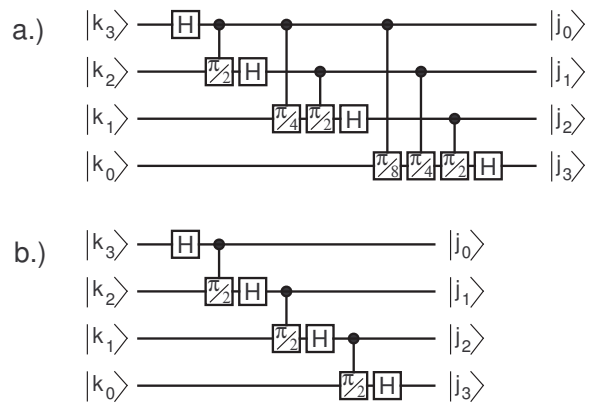 a.)
|k₃⟩ H |j₀⟩
|k₂⟩ π/2 H |j₁⟩
|k₁⟩ π/4 π/2 H |j₂⟩
|k₀⟩ π/8 π/4 π/2 H |j₃⟩
b.)
|k₃⟩ H |j₀⟩
|k₂⟩ π/2 H |j₁⟩
|k₁⟩ π/2 H |j₂⟩
|k₀⟩ π/2 H |j₃⟩